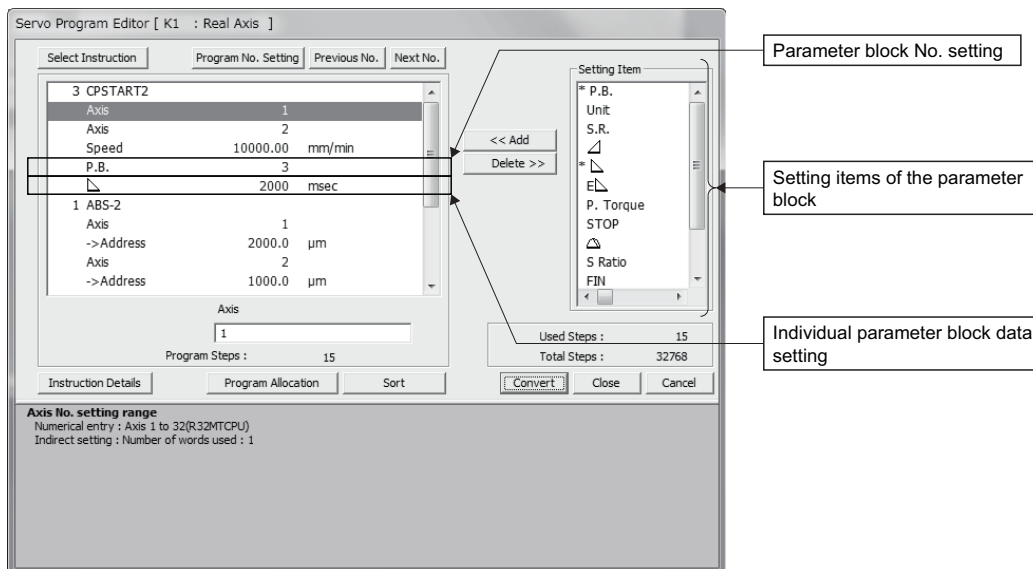 Servo Program Editor [ K1 : Real Axis ]
Select Instruction Program No. Setting Previous No. Next No.
3 CPSTART2
Axis 1
Axis 2
Speed 10000.00 mm/min
P.B. 3
2000 msec
1 ABS-2
Axis 1
->Address 2000.0 μm
Axis 2
->Address 1000.0 μm
Axis
1
Program Steps : 15
Instruction Details Program Allocation Sort
<< Add
Delete >>
Setting Item
* P.B.
Unit
S.R.
*
E
P. Torque
STOP
S Ratio
FIN
Used Steps : 15
Total Steps : 32768
Convert Close Cancel
Axis No. setting range
Numerical entry : Axis 1 to 32(R32MTCPU)
Indirect setting : Number of words used : 1
Parameter block No. setting
Setting items of the parameter
block
Individual parameter block data
setting